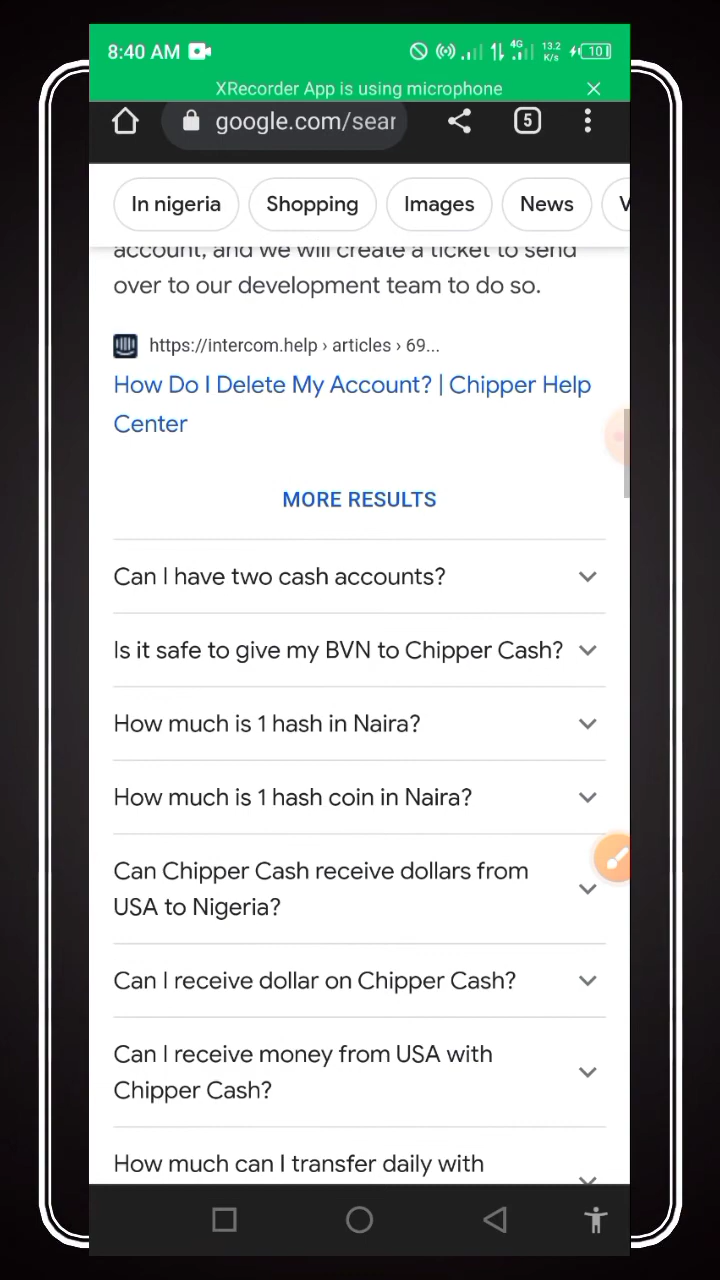 8:40 AM
4G
13.2
K/s
10
XRecorder App is using microphone
google.com/sear
5
In nigeria
Shopping
Images
News
V
account, and we will create a ticket to send
over to our development team to do so.
https://intercom.help › articles › 69...
How Do I Delete My Account? | Chipper Help
Center
MORE RESULTS
Can I have two cash accounts?
Is it safe to give my BVN to Chipper Cash?
How much is 1 hash in Naira?
How much is 1 hash coin in Naira?
Can Chipper Cash receive dollars from
USA to Nigeria?
Can I receive dollar on Chipper Cash?
Can I receive money from USA with
Chipper Cash?
How much can I transfer daily with